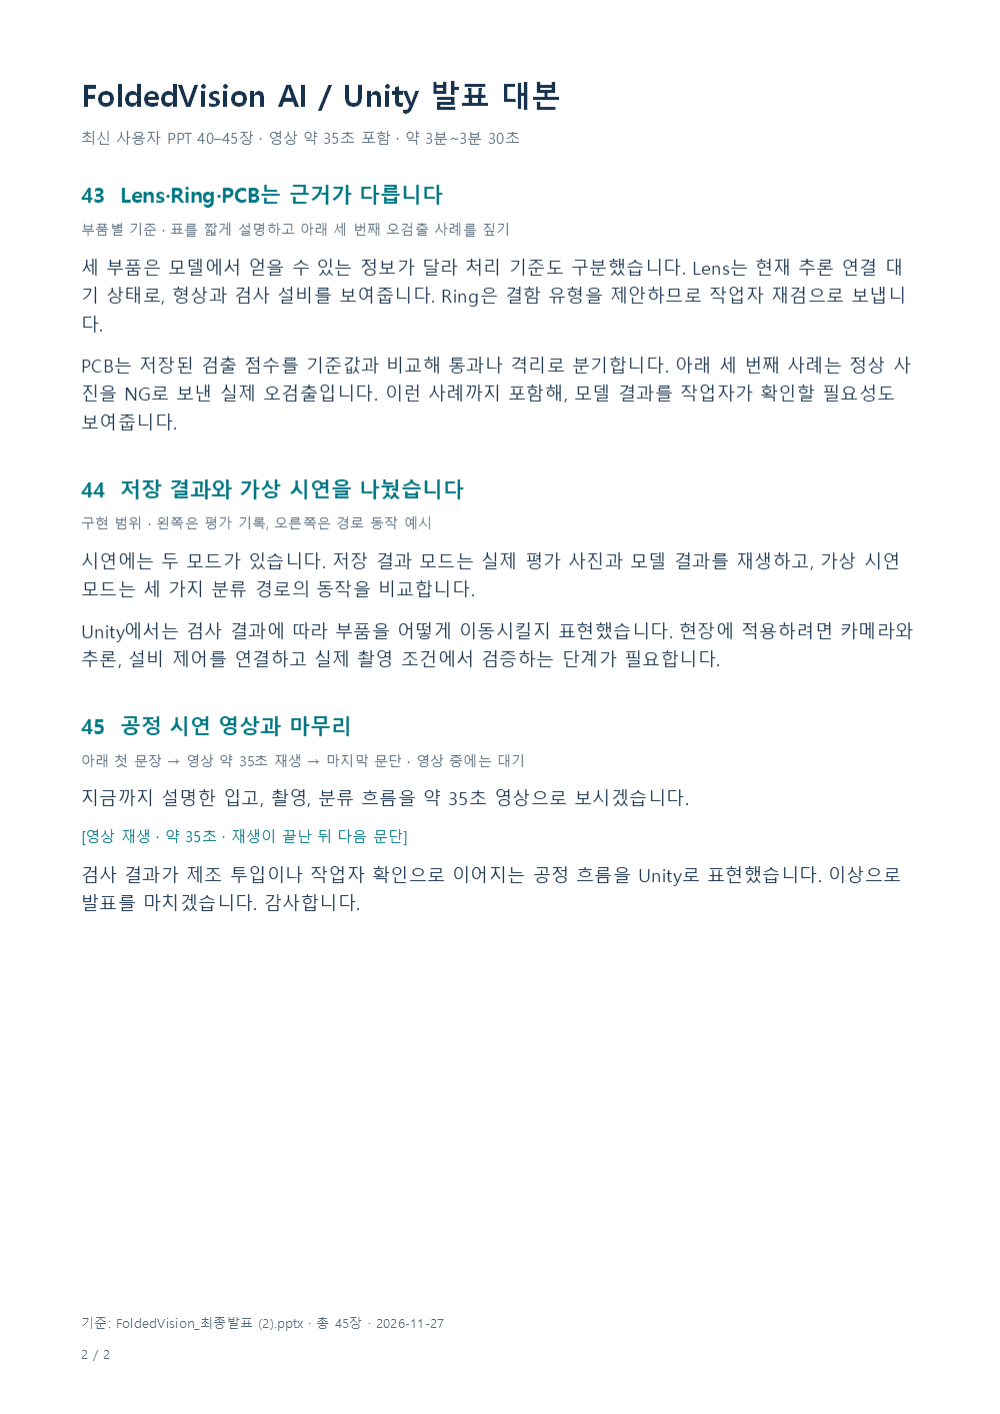 FoldedVision AI / Unity 발표 대본
최신 사용자 PPT 40–45장 · 영상 약 35초 포함 · 약 3분~3분 30초
43 Lens·Ring·PCB는 근거가 다릅니다
부품별 기준 · 표를 짧게 설명하고 아래 세 번째 오검출 사례를 짚기
세 부품은 모델에서 얻을 수 있는 정보가 달라 처리 기준도 구분했습니다. Lens는 현재 추론 연결 대
기 상태로, 형상과 검사 설비를 보여줍니다. Ring은 결함 유형을 제안하므로 작업자 재검으로 보냅니
다.
PCB는 저장된 검출 점수를 기준값과 비교해 통과나 격리로 분기합니다. 아래 세 번째 사례는 정상 사
진을 NG로 보낸 실제 오검출입니다. 이런 사례까지 포함해, 모델 결과를 작업자가 확인할 필요성도
보여줍니다.
44 저장 결과와 가상 시연을 나눴습니다
구현 범위 · 왼쪽은 평가 기록, 오른쪽은 경로 동작 예시
시연에는 두 모드가 있습니다. 저장 결과 모드는 실제 평가 사진과 모델 결과를 재생하고, 가상 시연
모드는 세 가지 분류 경로의 동작을 비교합니다.
Unity에서는 검사 결과에 따라 부품을 어떻게 이동시킬지 표현했습니다. 현장에 적용하려면 카메라와
추론, 설비 제어를 연결하고 실제 촬영 조건에서 검증하는 단계가 필요합니다.
45 공정 시연 영상과 마무리
아래 첫 문장 → 영상 약 35초 재생 → 마지막 문단 · 영상 중에는 대기
지금까지 설명한 입고, 촬영, 분류 흐름을 약 35초 영상으로 보시겠습니다.
[영상 재생 · 약 35초 · 재생이 끝난 뒤 다음 문단]
검사 결과가 제조 투입이나 작업자 확인으로 이어지는 공정 흐름을 Unity로 표현했습니다. 이상으로
발표를 마치겠습니다. 감사합니다.
기준: FoldedVision_최종발표 (2).pptx · 총 45장 · 2026-11-27
2 / 2